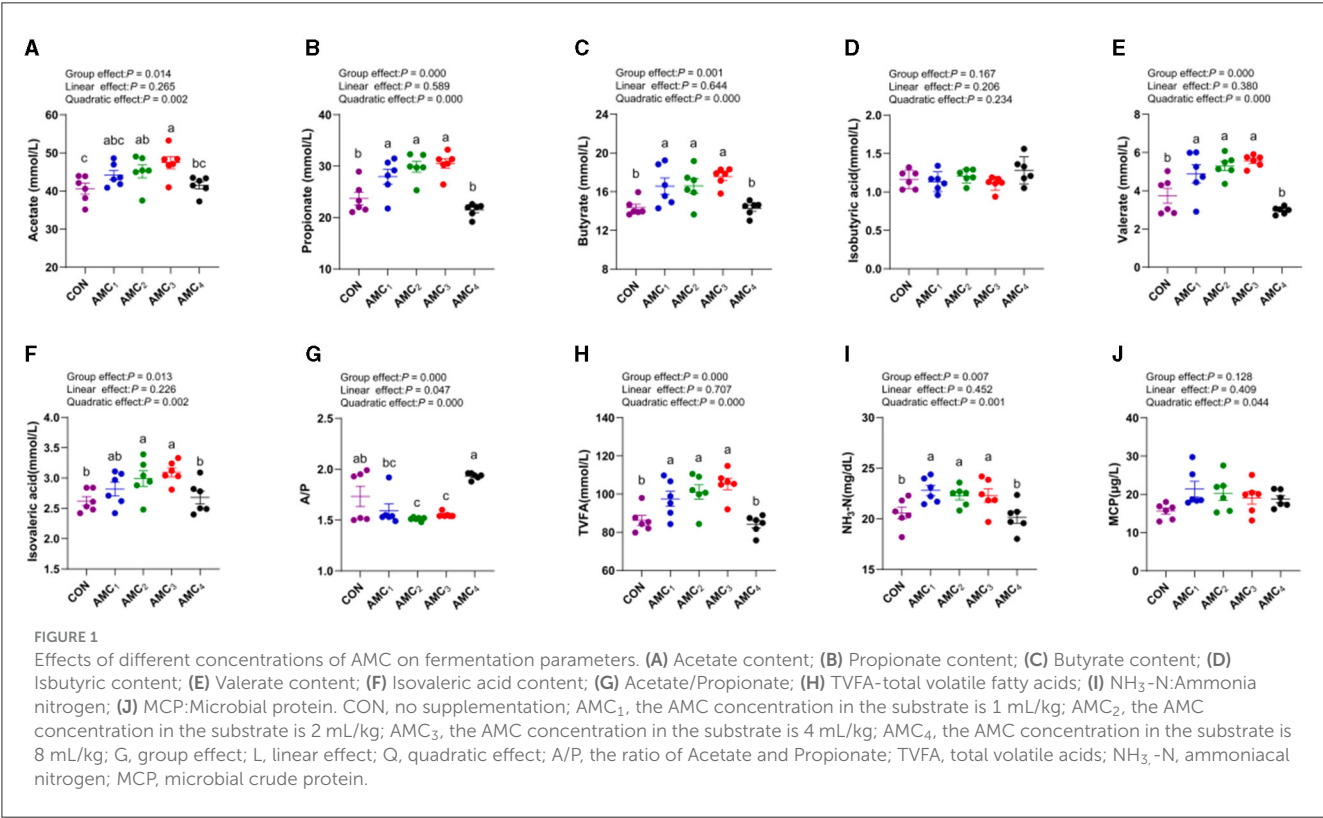 A
Group effect:P = 0.014
Linear effect:P = 0.265
Quadratic effect:P = 0.002
Acetate (mmol/L)
60
50
40
30
20
c
abc
ab
a
bc
CON
AMC1
AMC2
AMC3
AMC4
B
Group effect:P = 0.000
Linear effect:P = 0.589
Quadratic effect:P = 0.000
Propionate (mmol/L)
40
30
20
10
b
a
a
a
b
CON
AMC1
AMC2
AMC3
AMC4
C
Group effect:P = 0.001
Linear effect:P = 0.644
Quadratic effect:P = 0.000
Butyrate (mmol/L)
24
20
16
12
8
b
a
a
a
b
CON
AMC1
AMC2
AMC3
AMC4
D
Group effect:P = 0.167
Linear effect:P = 0.206
Quadratic effect:P = 0.234
Isobutyric acid(mmol/L)
2.0
1.5
1.0
0.5
0.0
CON
AMC1
AMC2
AMC3
AMC4
E
Group effect:P = 0.000
Linear effect:P = 0.380
Quadratic effect:P = 0.000
Valerate (mmol/L)
8
6
4
2
0
b
a
a
a
b
CON
AMC1
AMC2
AMC3
AMC4
F
Group effect:P = 0.013
Linear effect:P = 0.226
Quadratic effect:P = 0.002
Isovaleric acid(mmol/L)
4.0
3.5
3.0
2.5
2.0
1.5
b
ab
a
a
b
CON
AMC1
AMC2
AMC3
AMC4
G
Group effect:P = 0.000
Linear effect:P = 0.047
Quadratic effect:P = 0.000
A/P
2.5
2.0
1.5
1.0
ab
bc
c
c
a
CON
AMC1
AMC2
AMC3
AMC4
H
Group effect:P = 0.000
Linear effect:P = 0.707
Quadratic effect:P = 0.000
TVFA(mmol/L)
140
120
100
80
60
b
a
a
a
b
CON
AMC1
AMC2
AMC3
AMC4
I
Group effect:P = 0.007
Linear effect:P = 0.452
Quadratic effect:P = 0.001
NH3-N(mg/dL)
30
25
20
15
b
a
a
a
b
CON
AMC1
AMC2
AMC3
AMC4
J
Group effect:P = 0.128
Linear effect:P = 0.409
Quadratic effect:P = 0.044
MCP(μg/L)
40
30
20
10
0
CON
AMC1
AMC2
AMC3
AMC4
FIGURE 1
Effects of different concentrations of AMC on fermentation parameters. (A) Acetate content; (B) Propionate content; (C) Butyrate content; (D)
Isbutyric content; (E) Valerate content; (F) Isovaleric acid content; (G) Acetate/Propionate; (H) TVFA-total volatile fatty acids; (I) NH3-N:Ammonia
nitrogen; (J) MCP:Microbial protein. CON, no supplementation; AMC1, the AMC concentration in the substrate is 1 mL/kg; AMC2, the AMC
concentration in the substrate is 2 mL/kg; AMC3, the AMC concentration in the substrate is 4 mL/kg; AMC4, the AMC concentration in the substrate is
8 mL/kg; G, group effect; L, linear effect; Q, quadratic effect; A/P, the ratio of Acetate and Propionate; TVFA, total volatile acids; NH3,-N, ammoniacal
nitrogen; MCP, microbial crude protein.